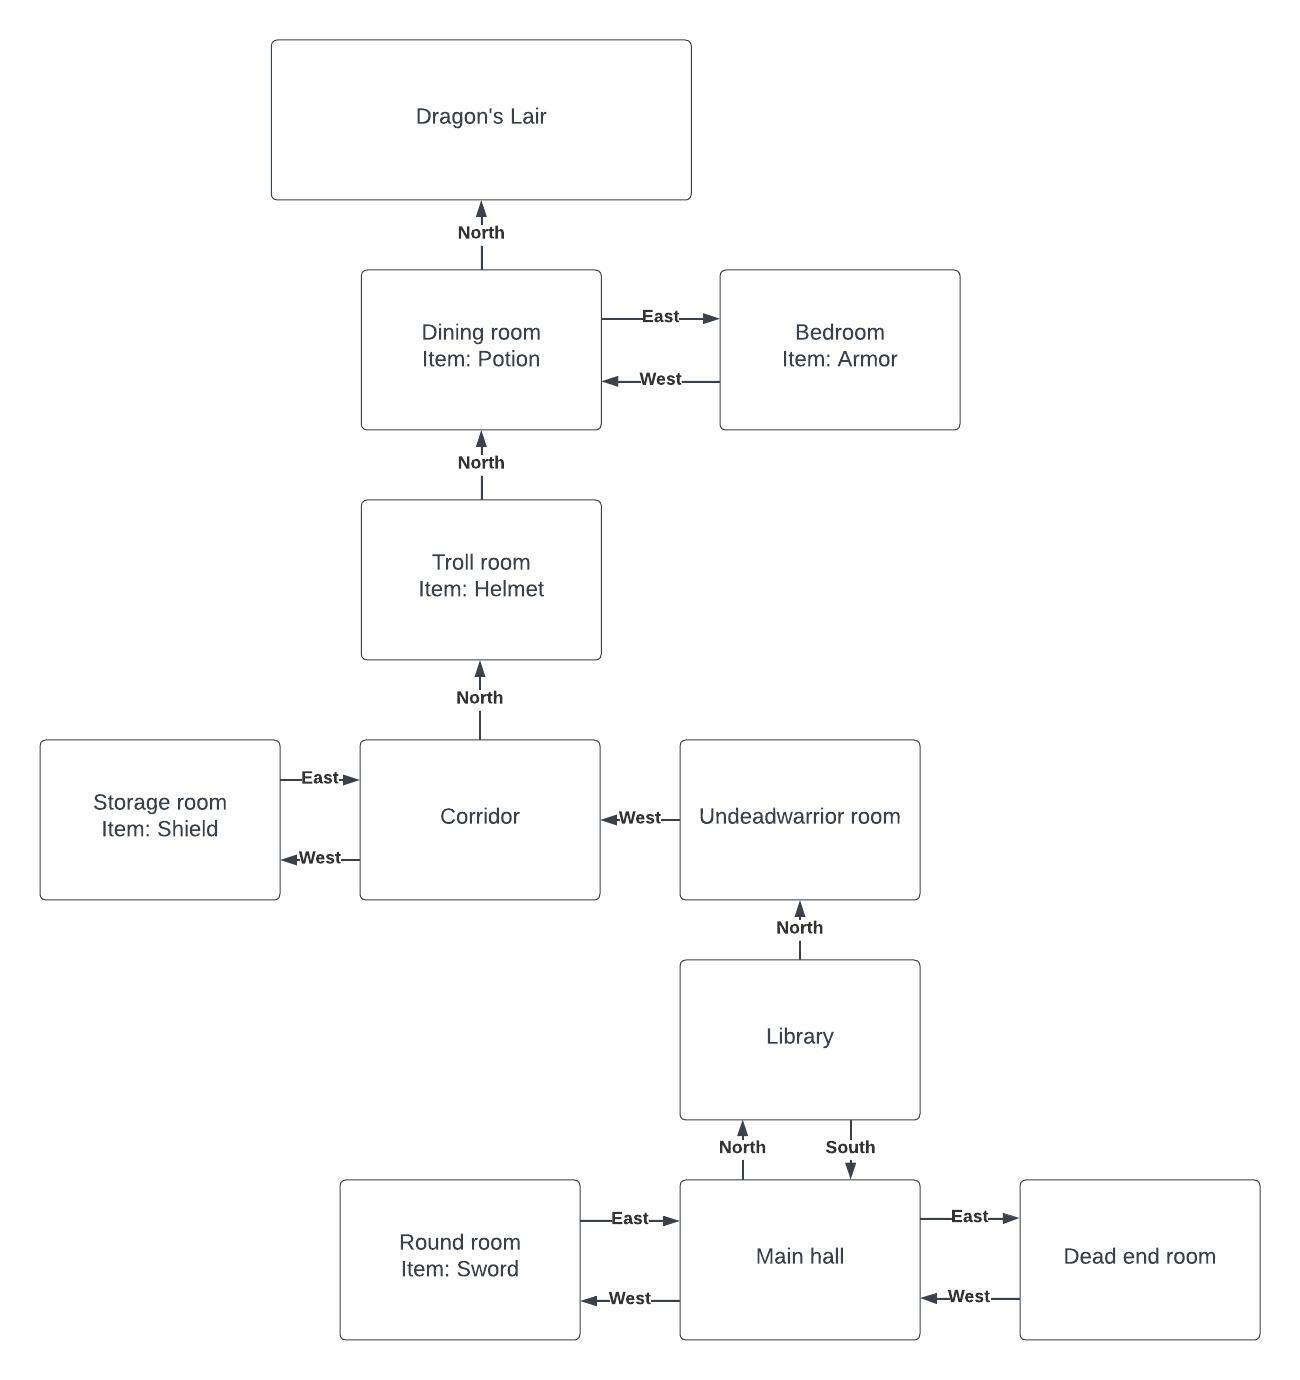 Dragon's Lair
North
Dining room
Item: Potion
East
West
Bedroom
Item: Armor
North
Troll room
Item: Helmet
North
Storage room
Item: Shield
East
West
Corridor
West
Undeadwarrior room
North
Library
North
South
Round room
Item: Sword
East
West
Main hall
East
West
Dead end room